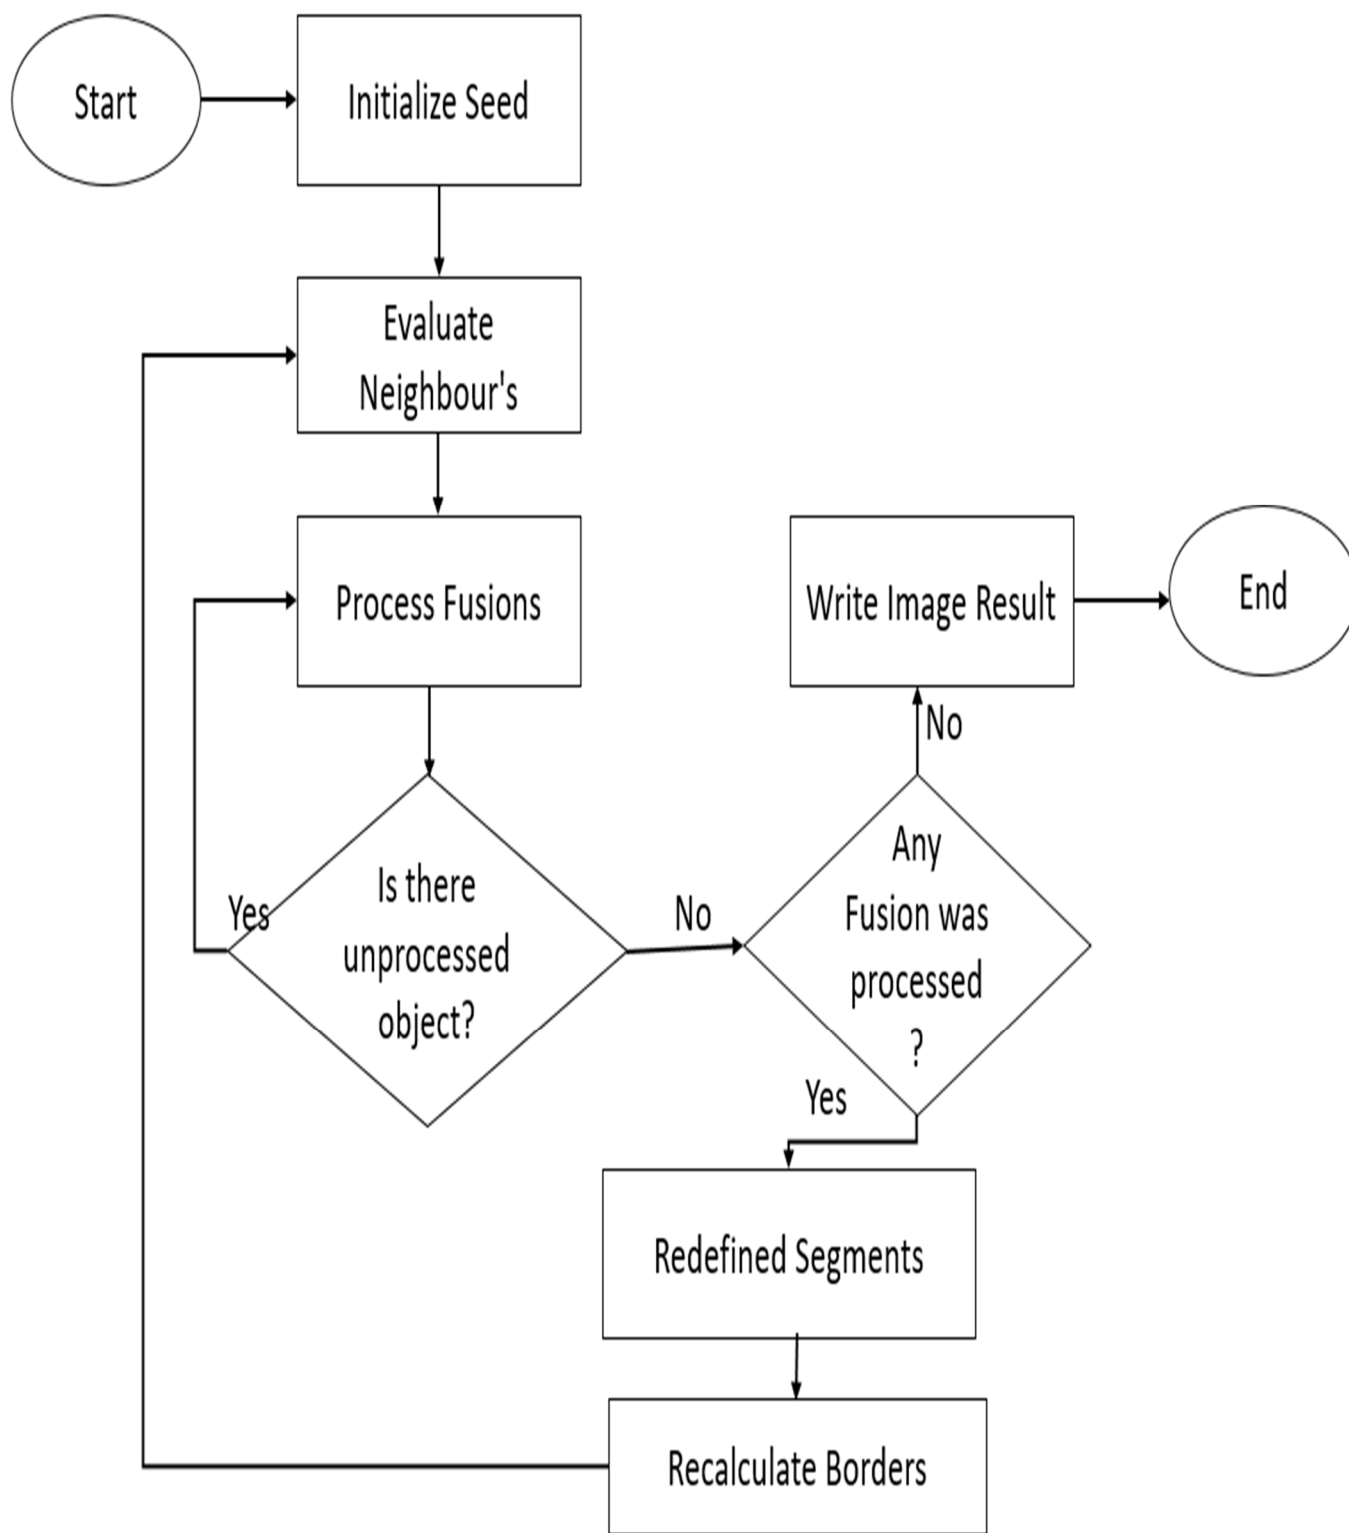 Start
Initialize Seed
Evaluate
Neighbour's
Process Fusions
Write Image Result
End
No
Any
Fusion was
processed
?
Is there
unprocessed
object?
Yes
No
Yes
Redefined Segments
Recalculate Borders